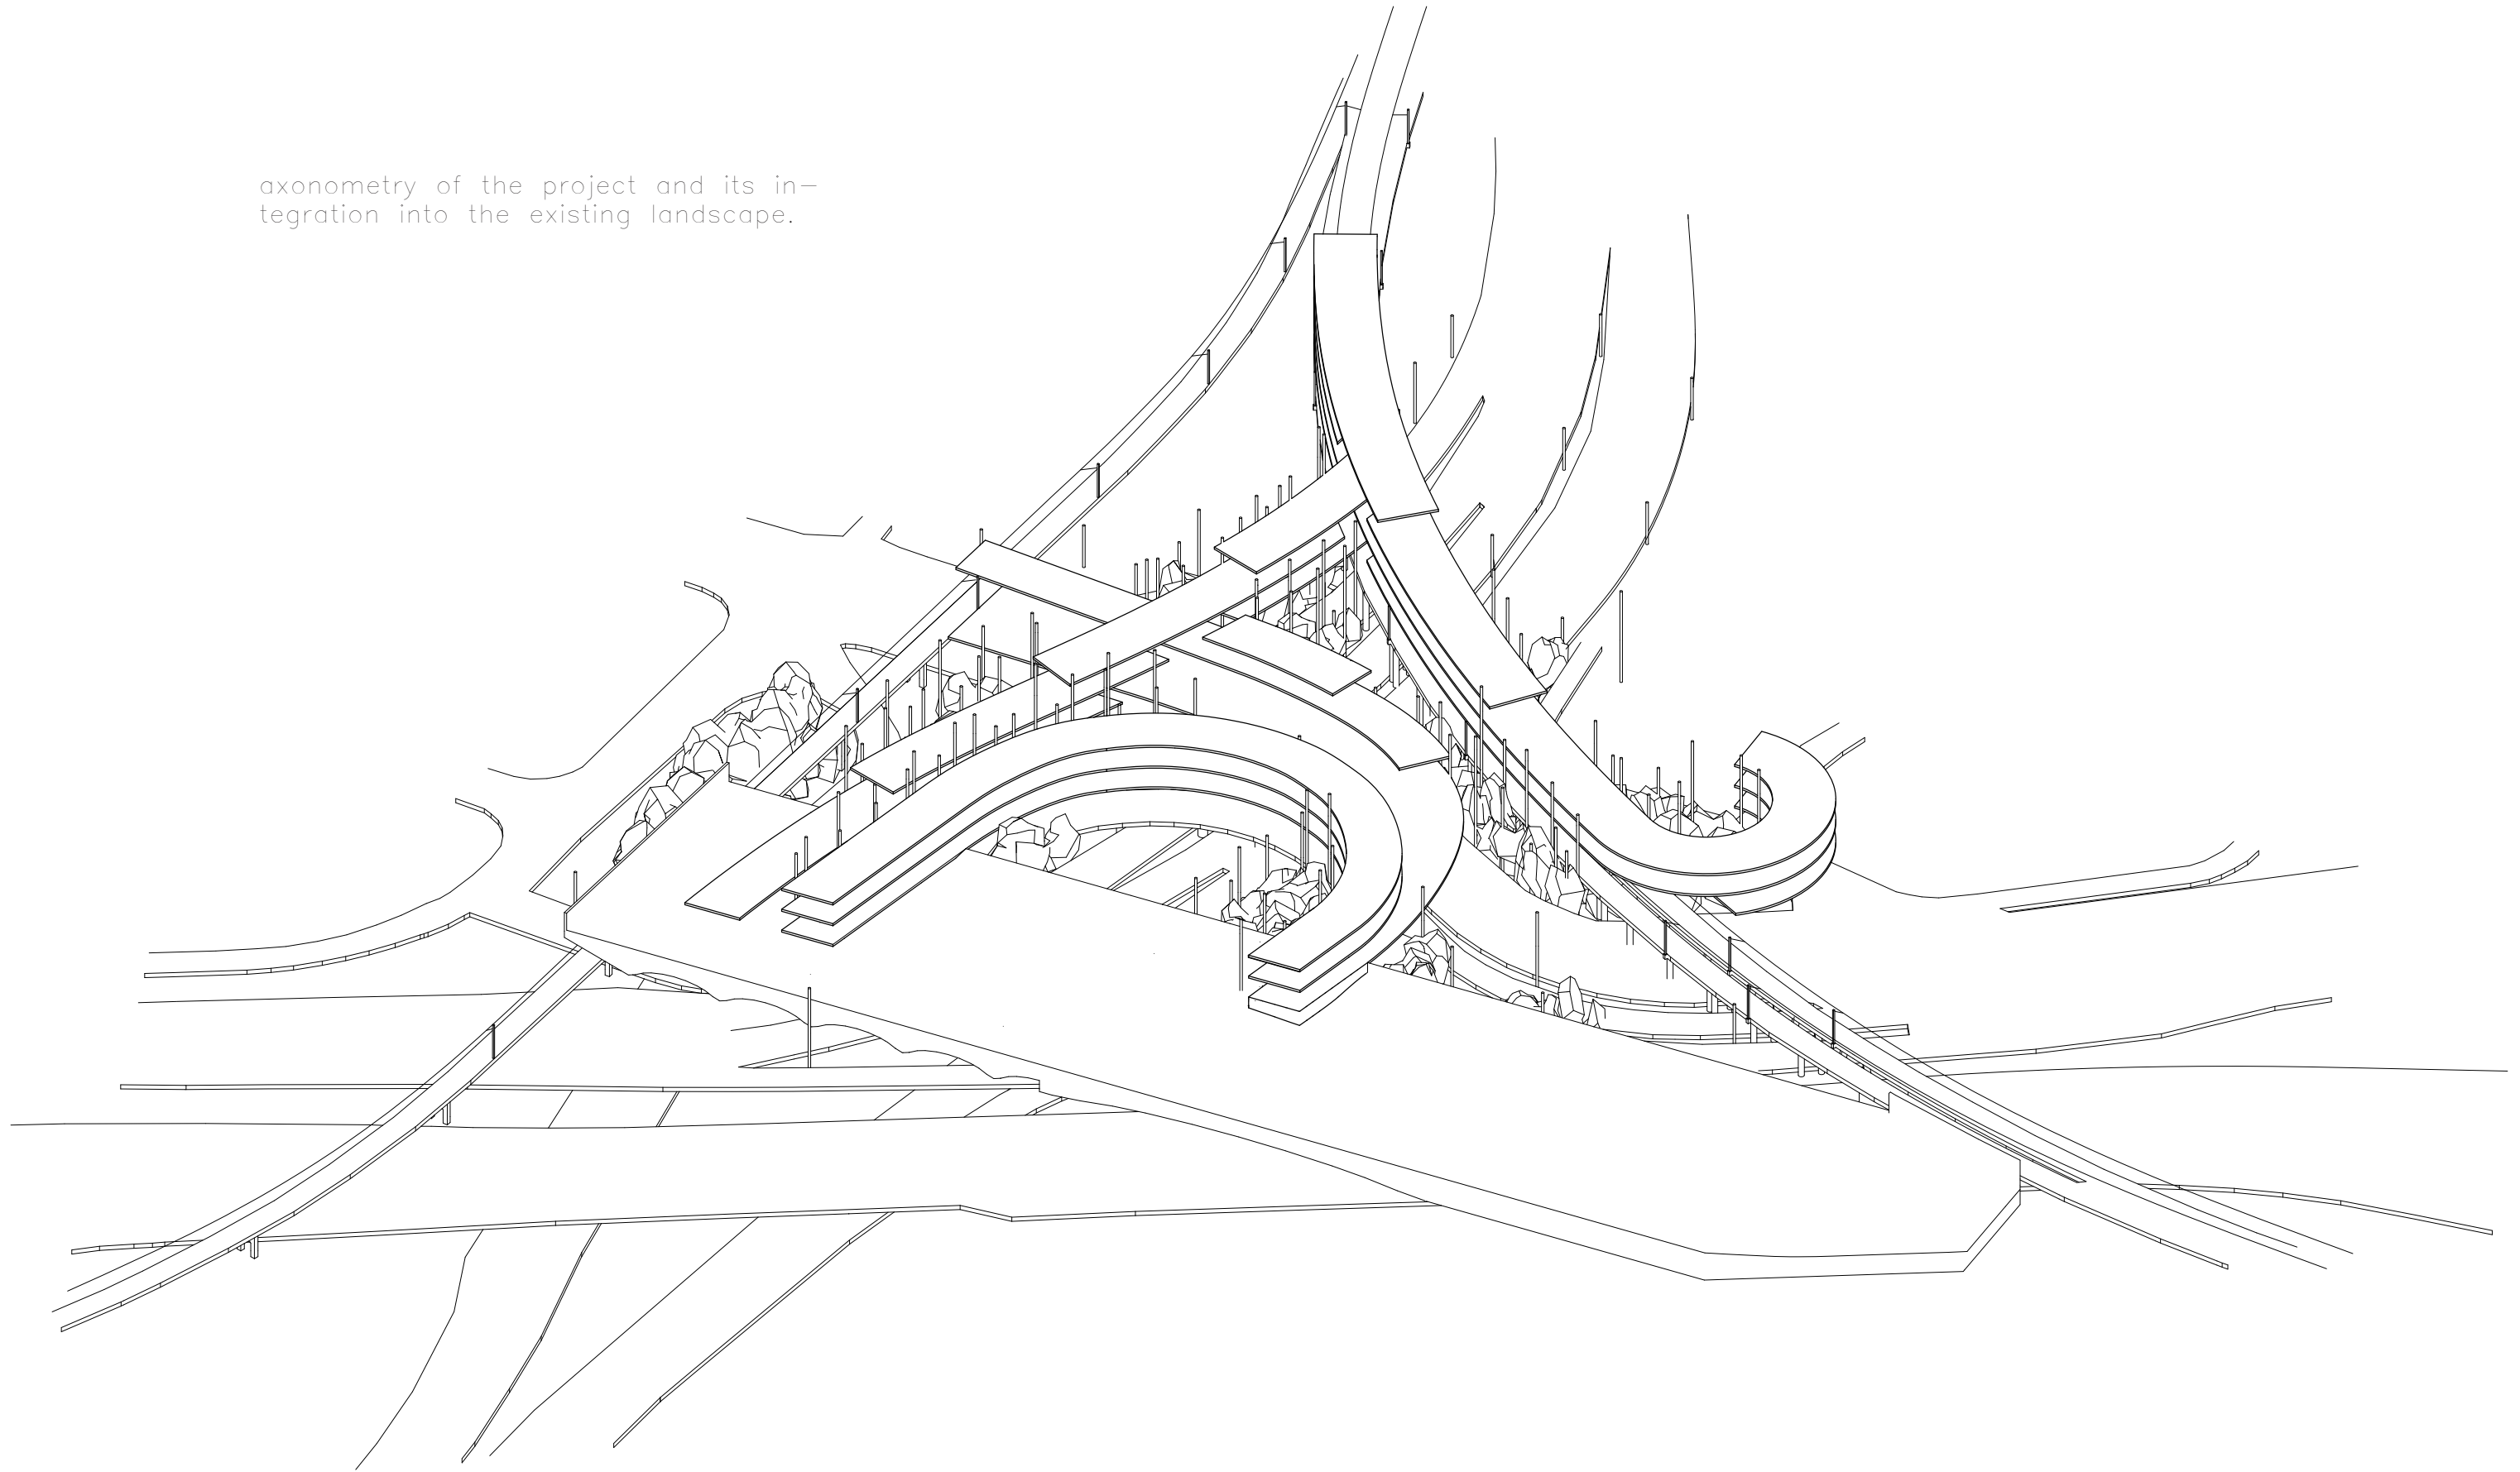 axonometry of the project and its in-
tegration into the existing landscape.